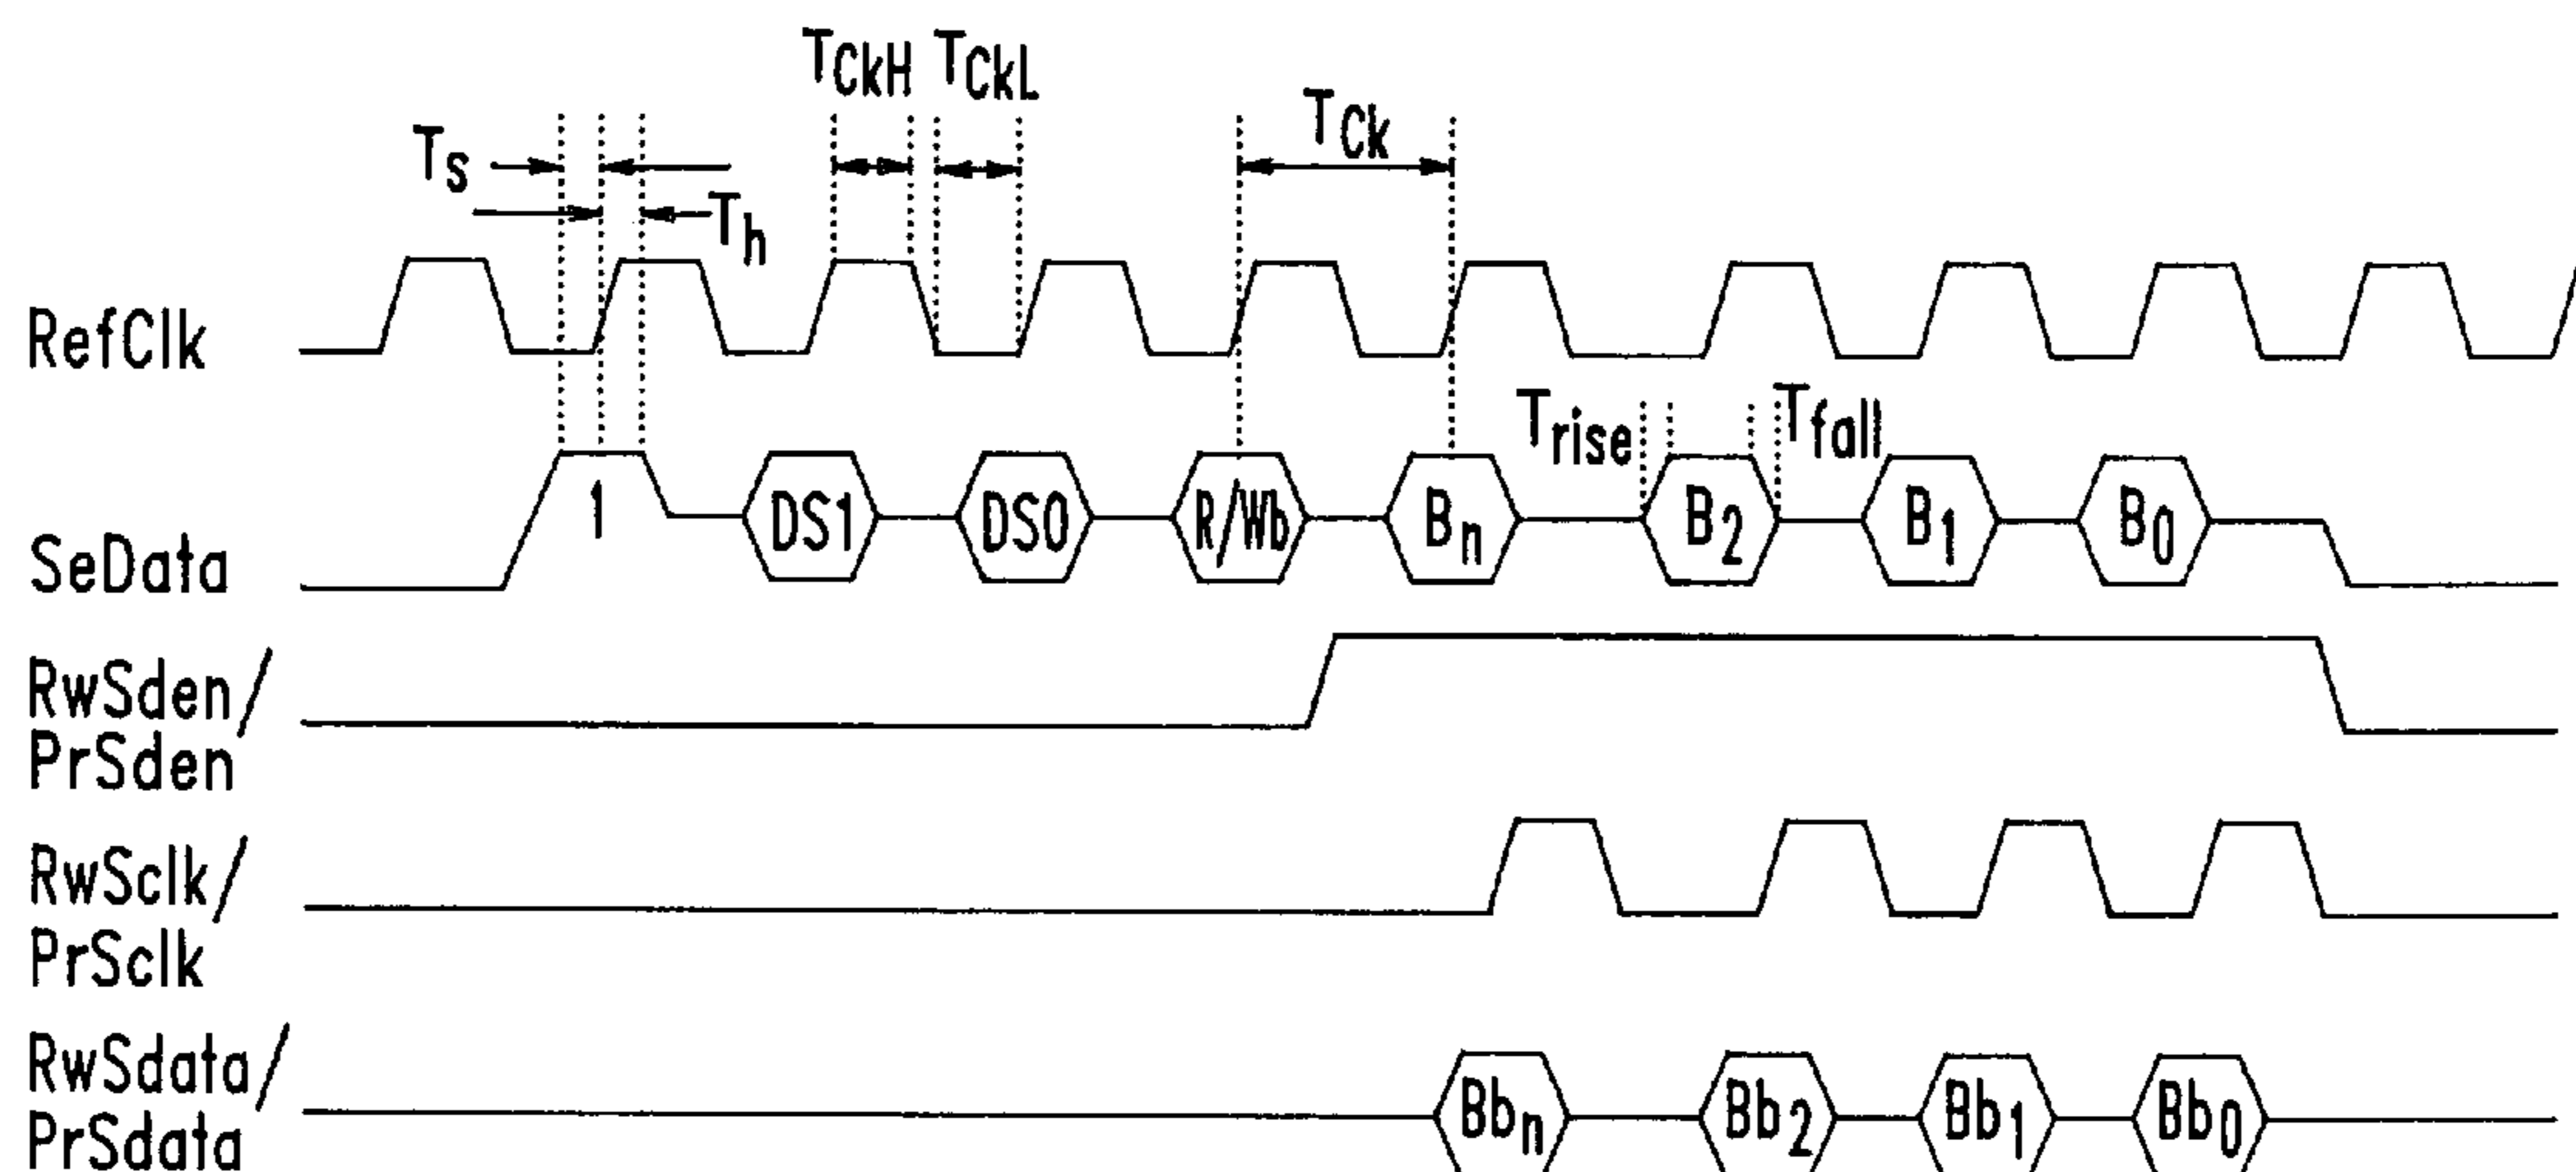 TCkH TCkL
Ts TCk
Th
RefClk
Trise Tfall
SeData 1 DS1 DS0 R/Wb Bn B2 B1 B0
RwSden/
PrSden
RwSclk/
PrSclk
RwSdata/
PrSdata Bbn Bb2 Bb1 Bb0